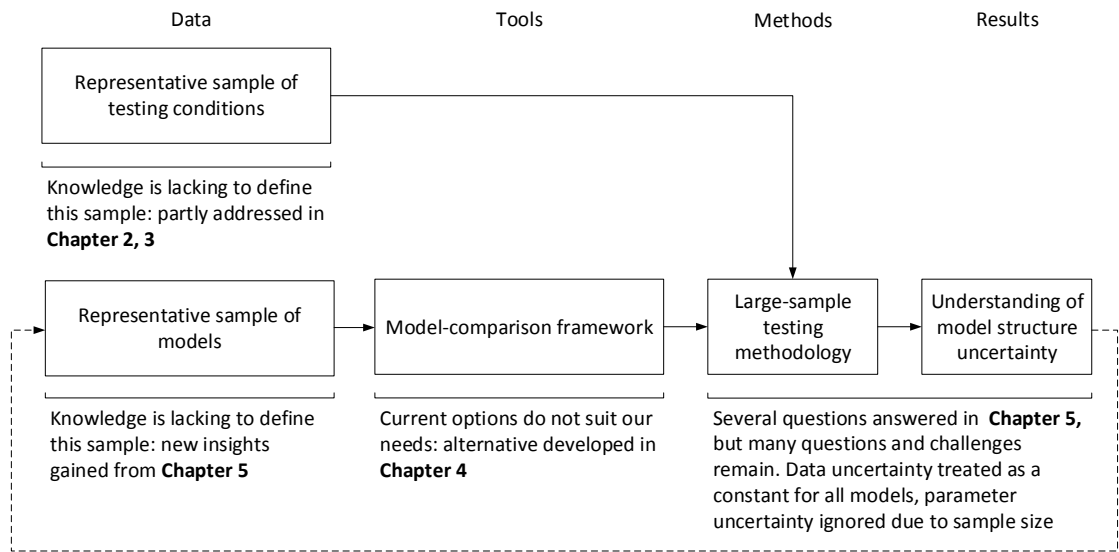 Data
Tools
Methods
Results
Representative sample of
testing conditions
Knowledge is lacking to define
this sample: partly addressed in
Chapter 2, 3
Representative sample of
models
Model-comparison framework
Large-sample
testing
methodology
Understanding of
model structure
uncertainty
Knowledge is lacking to define
this sample: new insights
gained from Chapter 5
Current options do not suit our
needs: alternative developed in
Chapter 4
Several questions answered in Chapter 5,
but many questions and challenges
remain. Data uncertainty treated as a
constant for all models, parameter
uncertainty ignored due to sample size